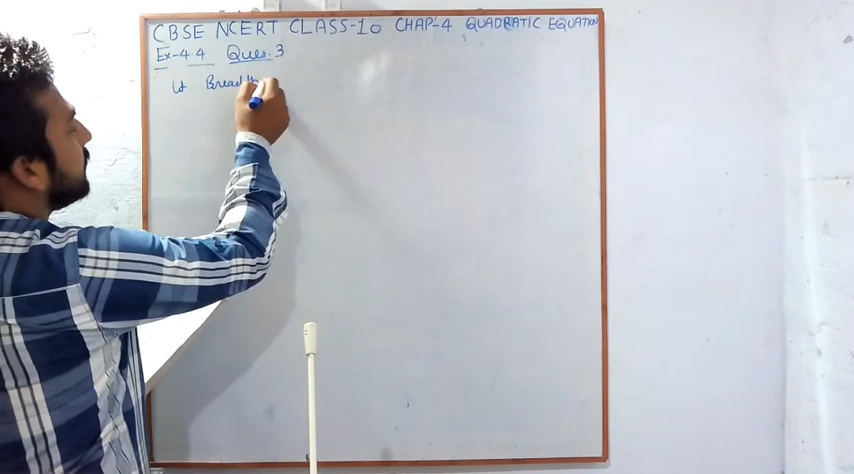 CBSE NCERT CLASS-10 CHAP-4 QUADRATIC EQUATION
Ex-4.4 Ques.3
Let Breadth